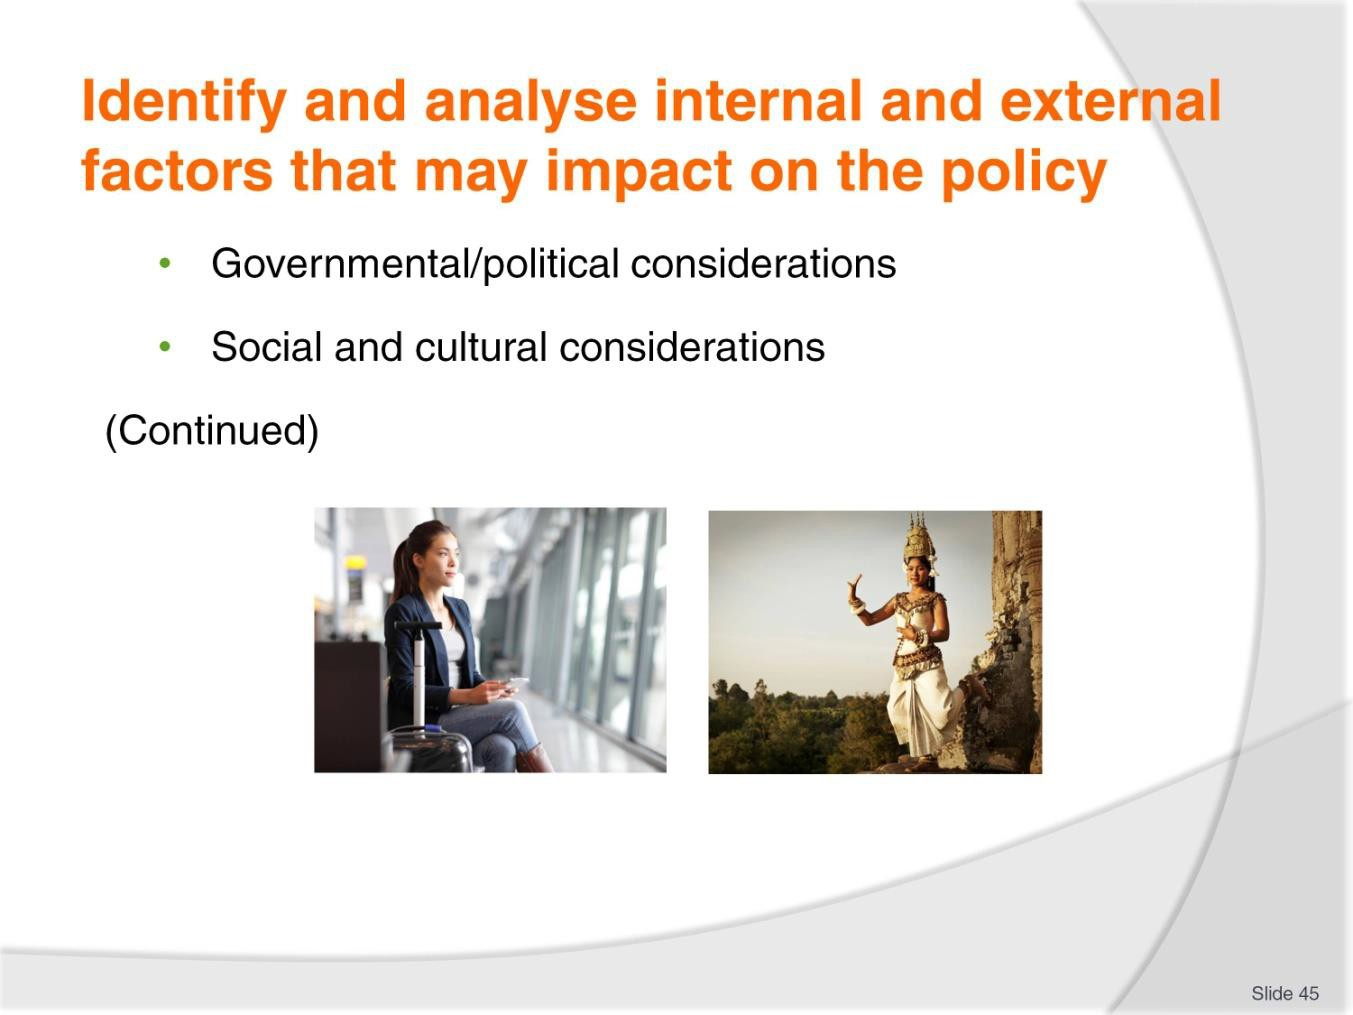 Identify and analyse internal and external
factors that may impact on the policy
• Governmental/political considerations
• Social and cultural considerations
(Continued)
Slide 45